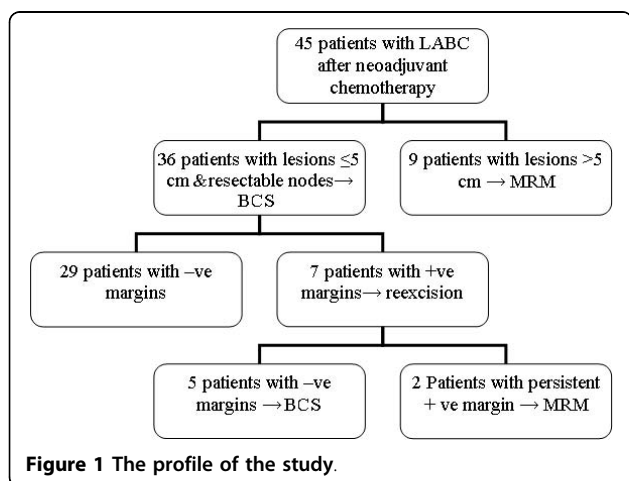 45 patients with LABC
after neoadjuvant
chemotherapy
36 patients with lesions ≤5
cm &resectable nodes→
BCS
9 patients with lesions >5
cm → MRM
29 patients with –ve
margins
7 patients with +ve
margins→ reexcision
5 patients with –ve
margins →BCS
2 Patients with persistent
+ ve margin → MRM
Figure 1 The profile of the study.